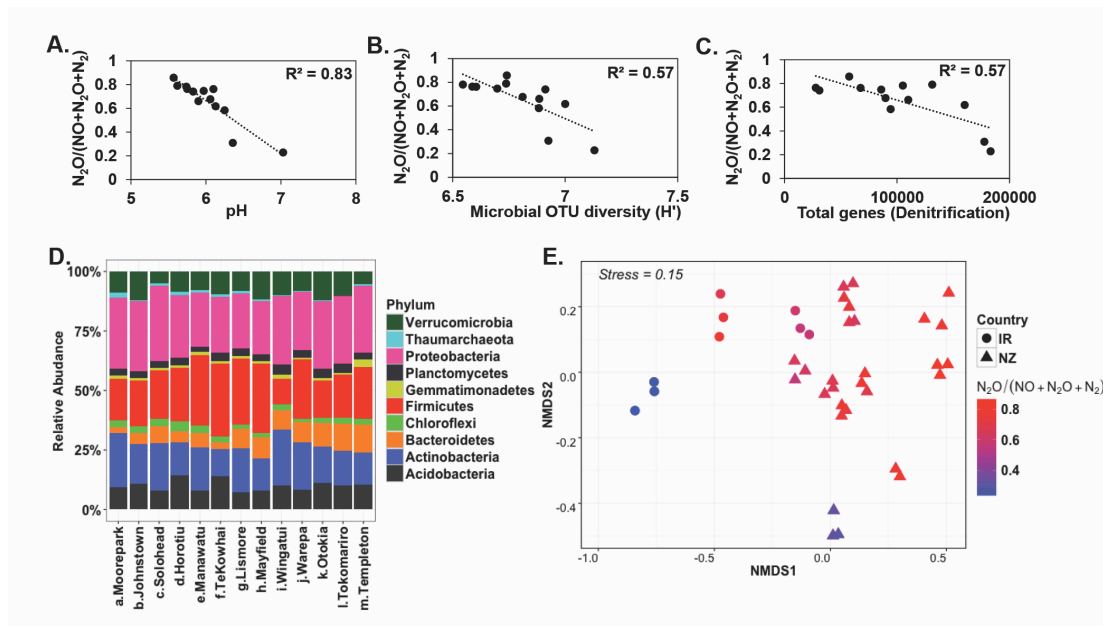 A.
N₂O/(NO+N₂O+N₂)
1
0.8
0.6
0.4
0.2
0
R² = 0.83
5
6
7
8
pH
B.
N₂O/(NO+N₂O+N₂)
1
0.8
0.6
0.4
0.2
0
R² = 0.57
6.5
7
7.5
Microbial OTU diversity (H')
C.
N₂O/(NO+N₂O+N₂)
1
0.8
0.6
0.4
0.2
0
R² = 0.57
0
100000
200000
Total genes (Denitrification)
D.
Relative Abudance
100%
75%
50%
25%
0%
a.Moorepark
b.Johnstown
c.Solohead
d.Horotiu
e.Manawatu
f.TeKowhai
g.Lismore
h.Mayfield
i.Wingatui
j.Warepa
k.Otokia
l.Tokomariro
m.Templeton
Phylum
Verrucomicrobia
Thaumarchaeota
Proteobacteria
Planctomycetes
Gemmatimonadetes
Firmicutes
Chloroflexi
Bacteroidetes
Actinobacteria
Acidobacteria
E.
Stress = 0.15
NMDS2
0.2
0.0
-0.2
-0.4
-1.0
-0.5
0.0
0.5
NMDS1
Country
IR
NZ
N₂O/(NO+N₂O+N₂)
0.8
0.6
0.4